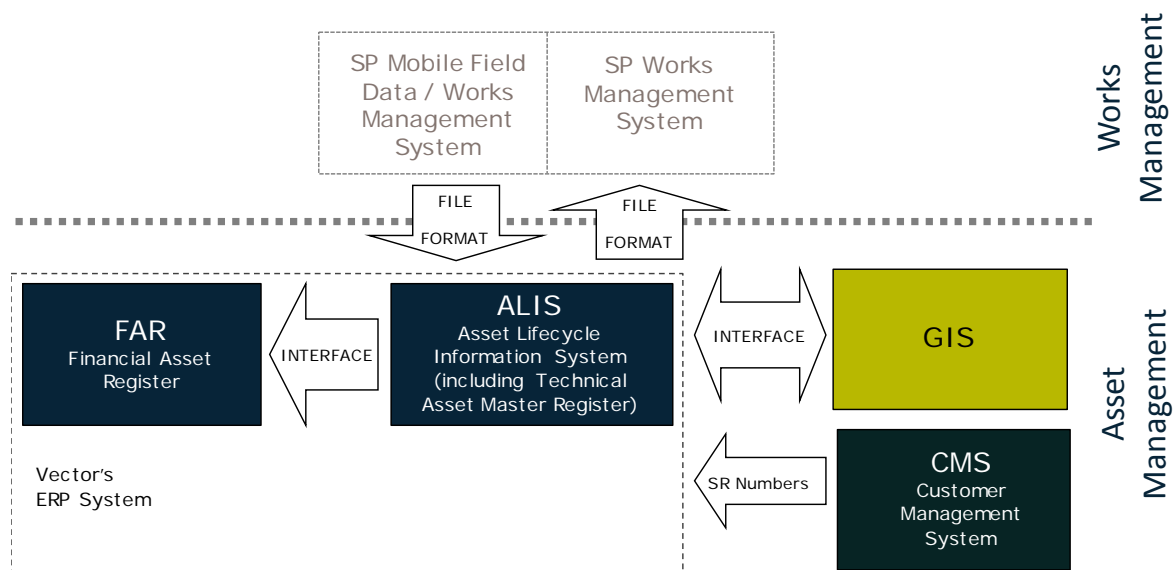 SP Mobile Field
Data / Works
Management
System
SP Works
Management
System
Works
Management
FILE
FORMAT
FILE
FORMAT
FAR
Financial Asset
Register
INTERFACE
ALIS
Asset Lifecycle
Information System
(including Technical
Asset Master Register)
INTERFACE
GIS
Asset
Management
Vector's
ERP System
SR Numbers
CMS
Customer
Management
System